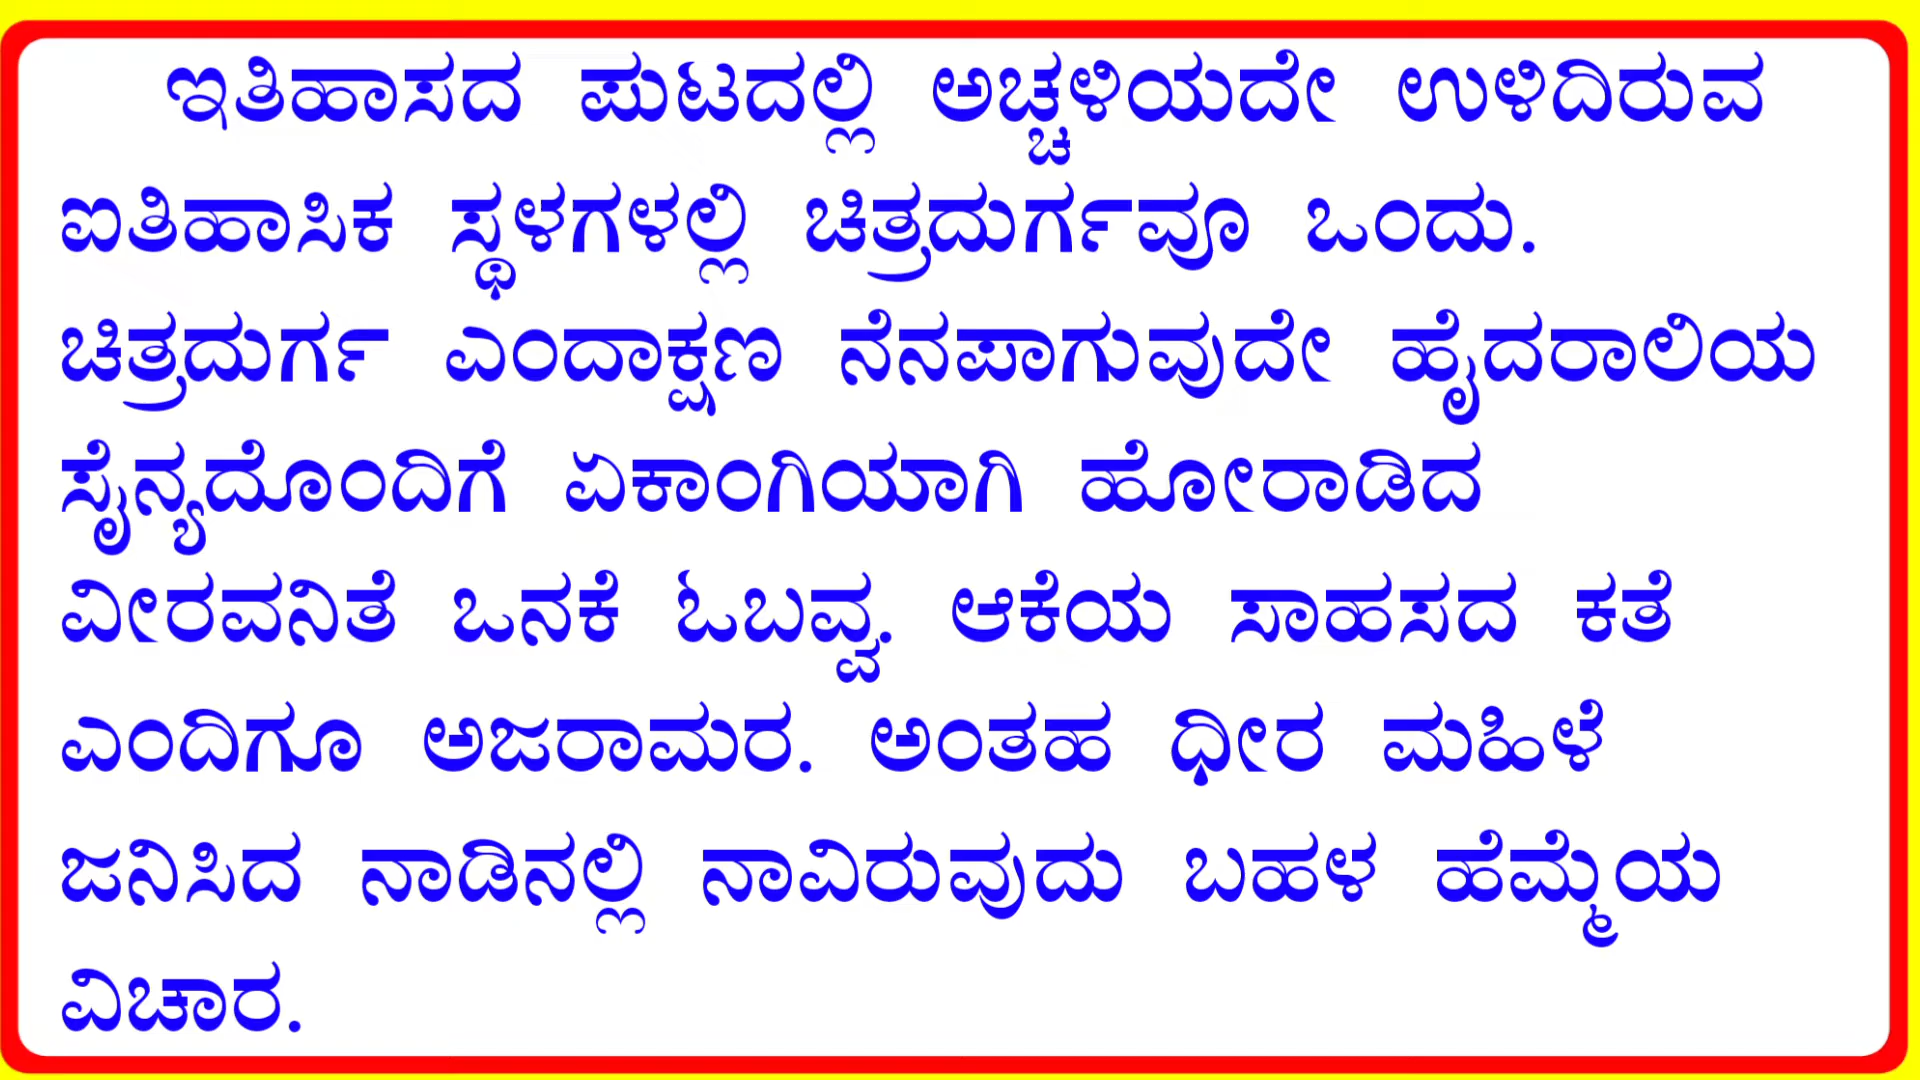 ಇತಿಹಾಸದ ಪುಟದಲ್ಲಿ ಅಚ್ಚಳಿಯದೇ ಉಳಿದಿರುವ
ಐತಿಹಾಸಿಕ ಸ್ಥಳಗಳಲ್ಲಿ ಚಿತ್ರದುರ್ಗವೂ ಒಂದು.
ಚಿತ್ರದುರ್ಗ ಎಂದಾಕ್ಷಣ ನೆನಪಾಗುವುದೇ ಹೈದರಾಲಿಯ
ಸೈನ್ಯದೊಂದಿಗೆ ಏಕಾಂಗಿಯಾಗಿ ಹೋರಾಡಿದ
ವೀರವನಿತೆ ಒನಕೆ ಓಬವ್ವ. ಆಕೆಯ ಸಾಹಸದ ಕತೆ
ಎಂದಿಗೂ ಅಜರಾಮರ. ಅಂತಹ ಧೀರ ಮಹಿಳೆ
ಜನಿಸಿದ ನಾಡಿನಲ್ಲಿ ನಾವಿರುವುದು ಬಹಳ ಹೆಮ್ಮೆಯ
ವಿಚಾರ.